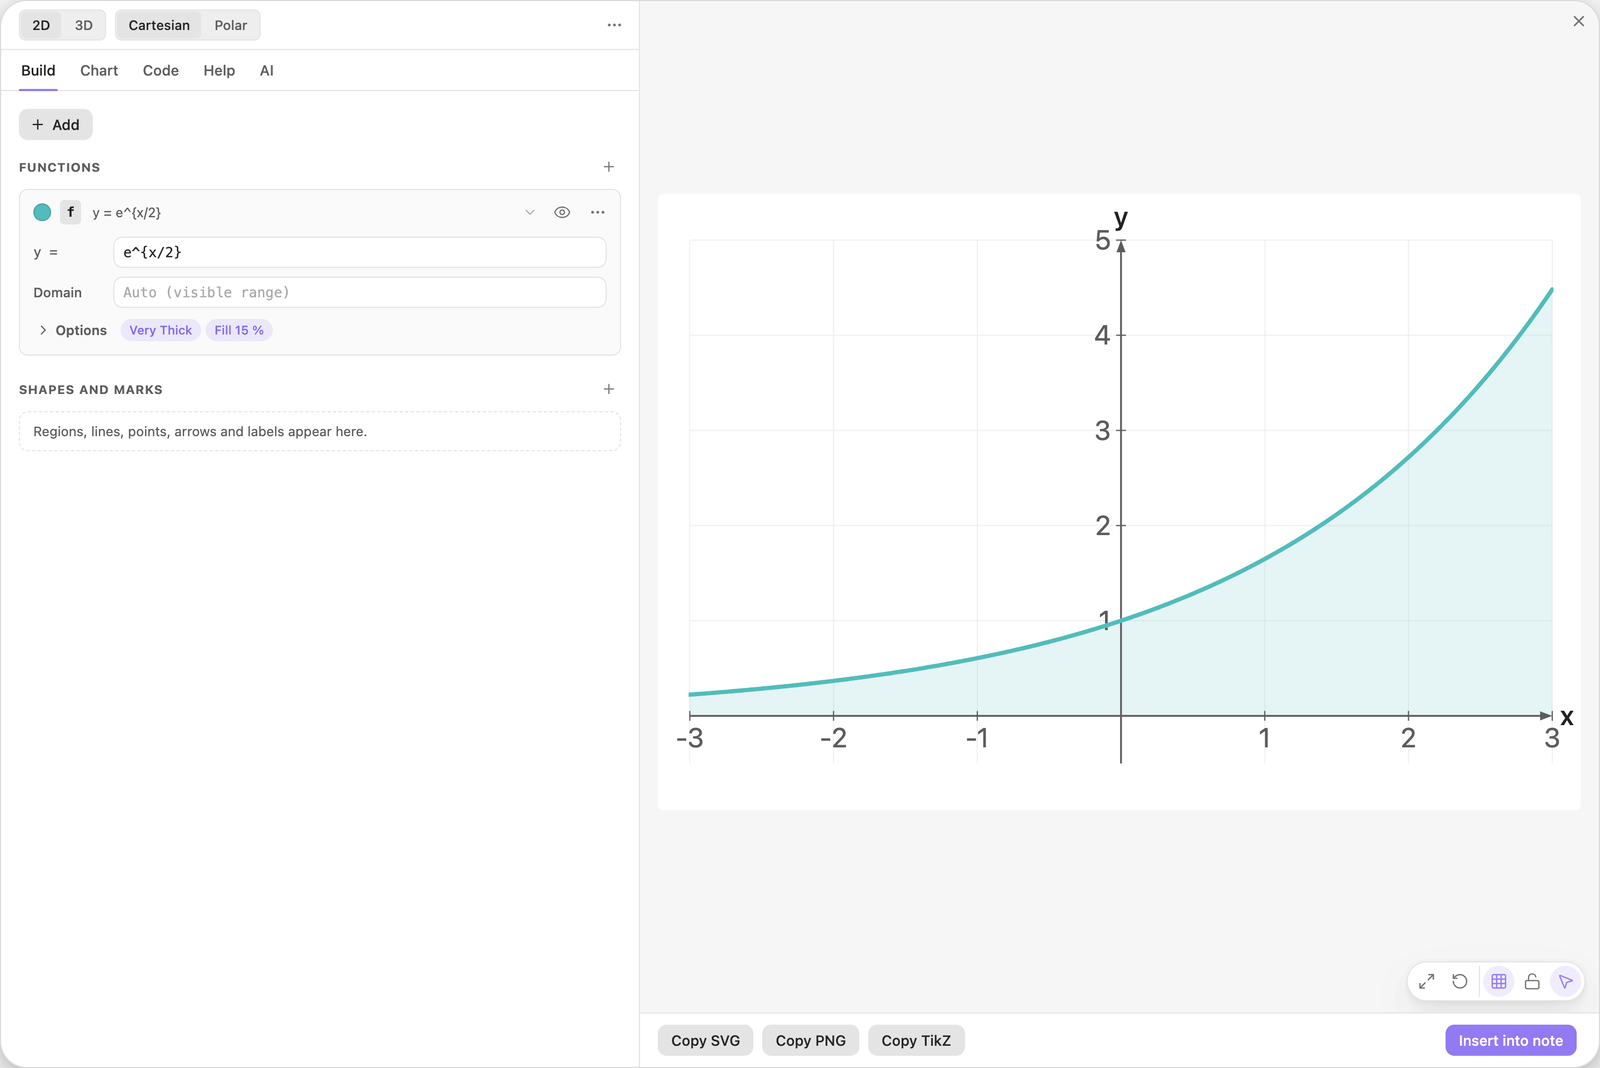 2D 3D Cartesian Polar
Build Chart Code Help AI
+ Add
FUNCTIONS
f y = e^{x/2}
y = e^{x/2}
Domain Auto (visible range)
Options Very Thick Fill 15 %
SHAPES AND MARKS
Regions, lines, points, arrows and labels appear here.
y
5
4
3
2
1
x
-3 -2 -1 1 2 3
Copy SVG Copy PNG Copy TikZ Insert into note